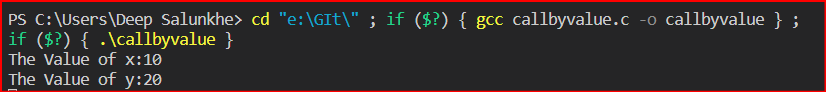 PS C:\Users\Deep Salunkhe> cd "e:\GIt\" ; if ($?) { gcc callbyvalue.c -o callbyvalue } ;
if ($?) { .\callbyvalue }
The Value of x:10
The Value of y:20